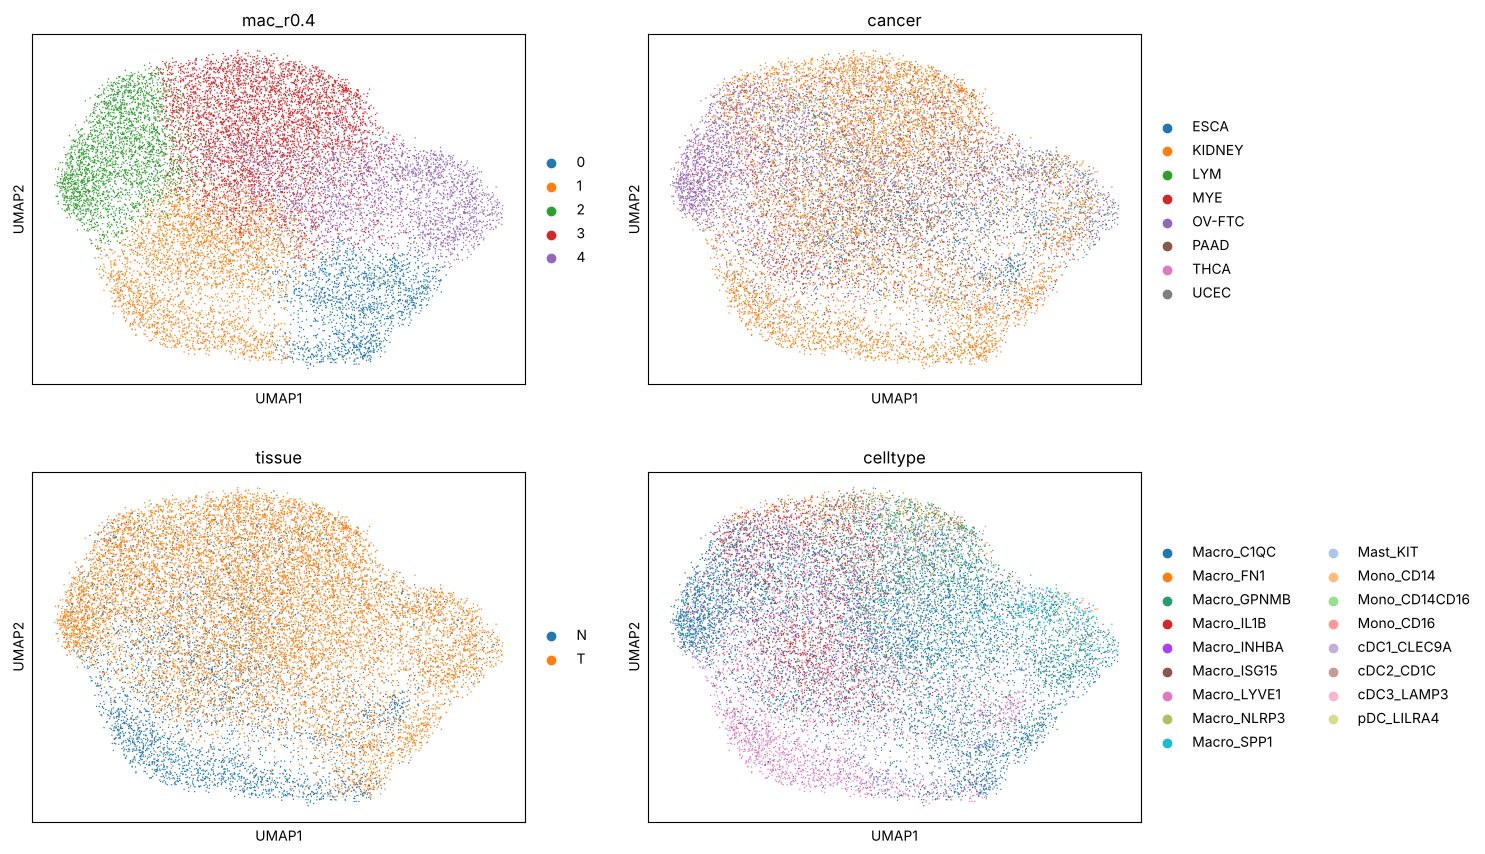 mac_r0.4
UMAP2
UMAP1
0
1
2
3
4
cancer
UMAP2
UMAP1
ESCA
KIDNEY
LYM
MYE
OV-FTC
PAAD
THCA
UCEC
tissue
UMAP2
UMAP1
N
T
celltype
UMAP2
UMAP1
Macro_C1QC
Macro_FN1
Macro_GPNMB
Macro_IL1B
Macro_INHBA
Macro_ISG15
Macro_LYVE1
Macro_NLRP3
Macro_SPP1
Mast_KIT
Mono_CD14
Mono_CD14CD16
Mono_CD16
cDC1_CLEC9A
cDC2_CD1C
cDC3_LAMP3
pDC_LILRA4